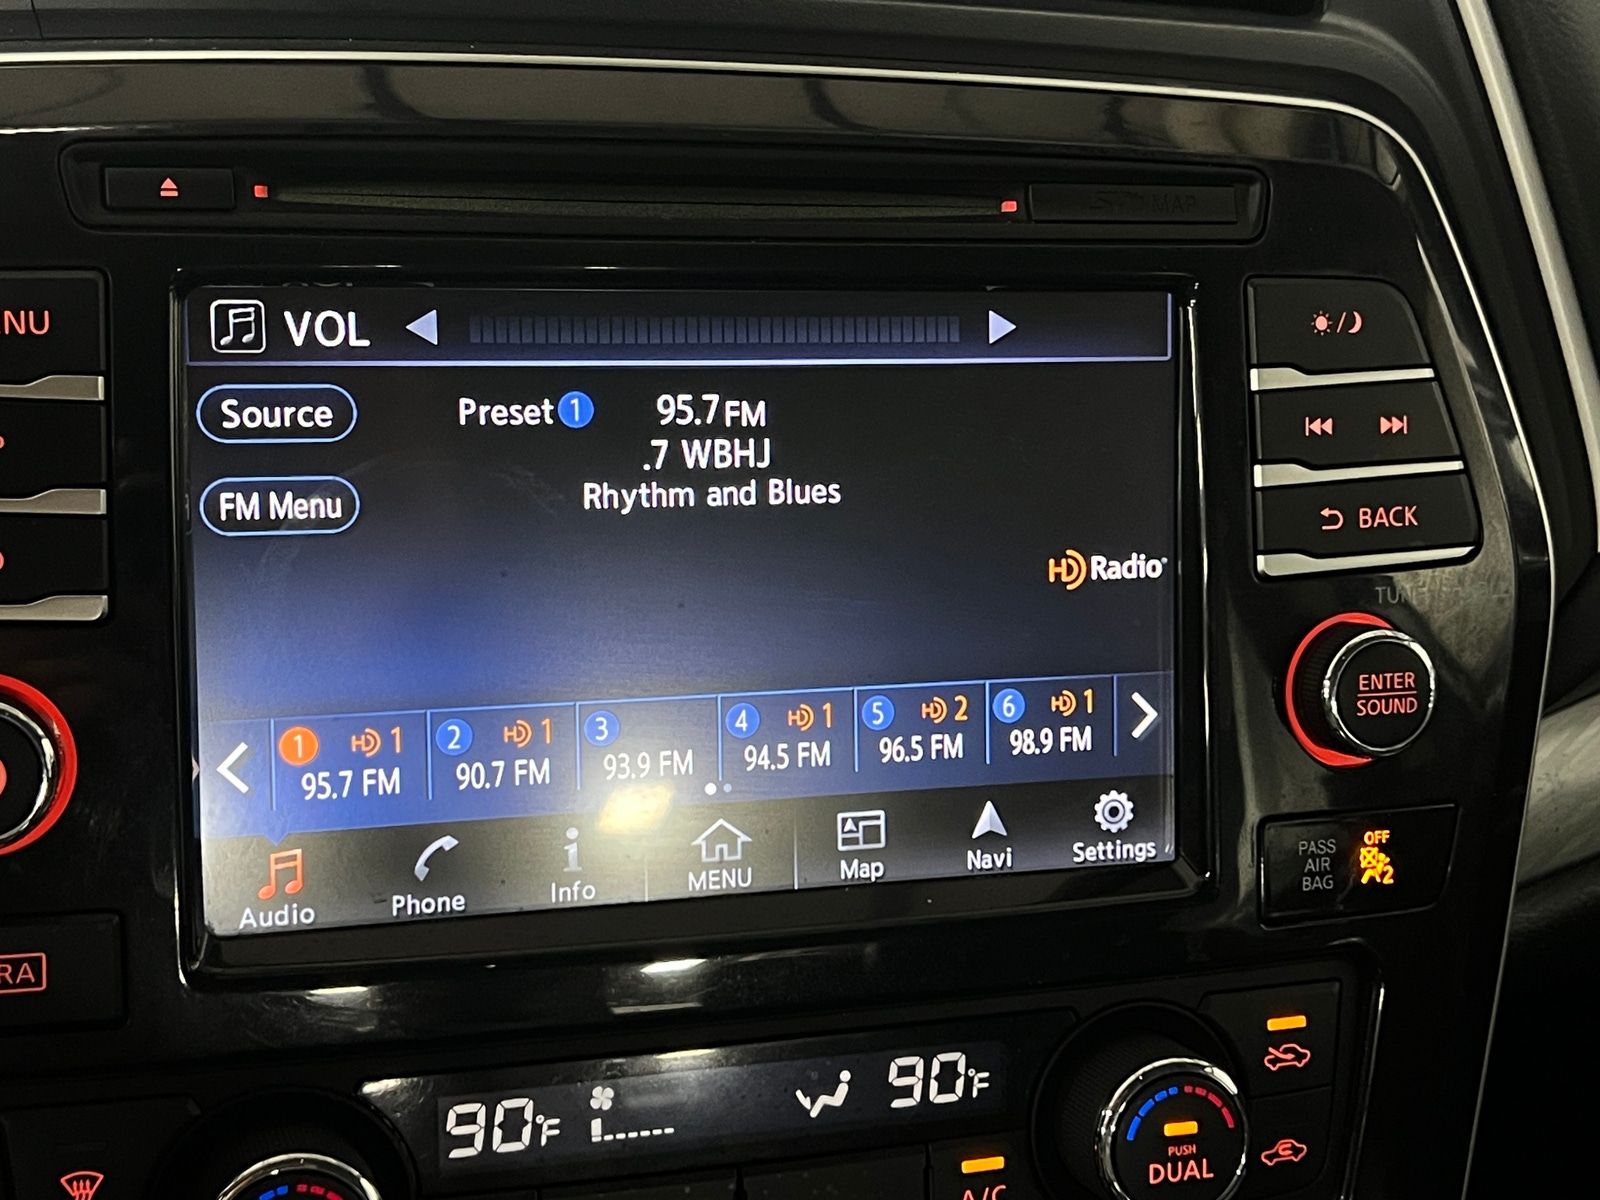 MAP
NU
VOL
Source
Preset 1 95.7 FM
.7 WBHJ
FM Menu
Rhythm and Blues
HD Radio
BACK
TUNE
ENTER
SOUND
1 HD 1
95.7 FM
2 HD 1
90.7 FM
3
93.9 FM
4 HD 1
94.5 FM
5 HD 2
96.5 FM
6 HD 1
98.9 FM
Audio
Phone
Info
MENU
Map
Navi
Settings
PASS
AIR
BAG
OFF
2
RA
90°F
90°F
PUSH
DUAL
A/C